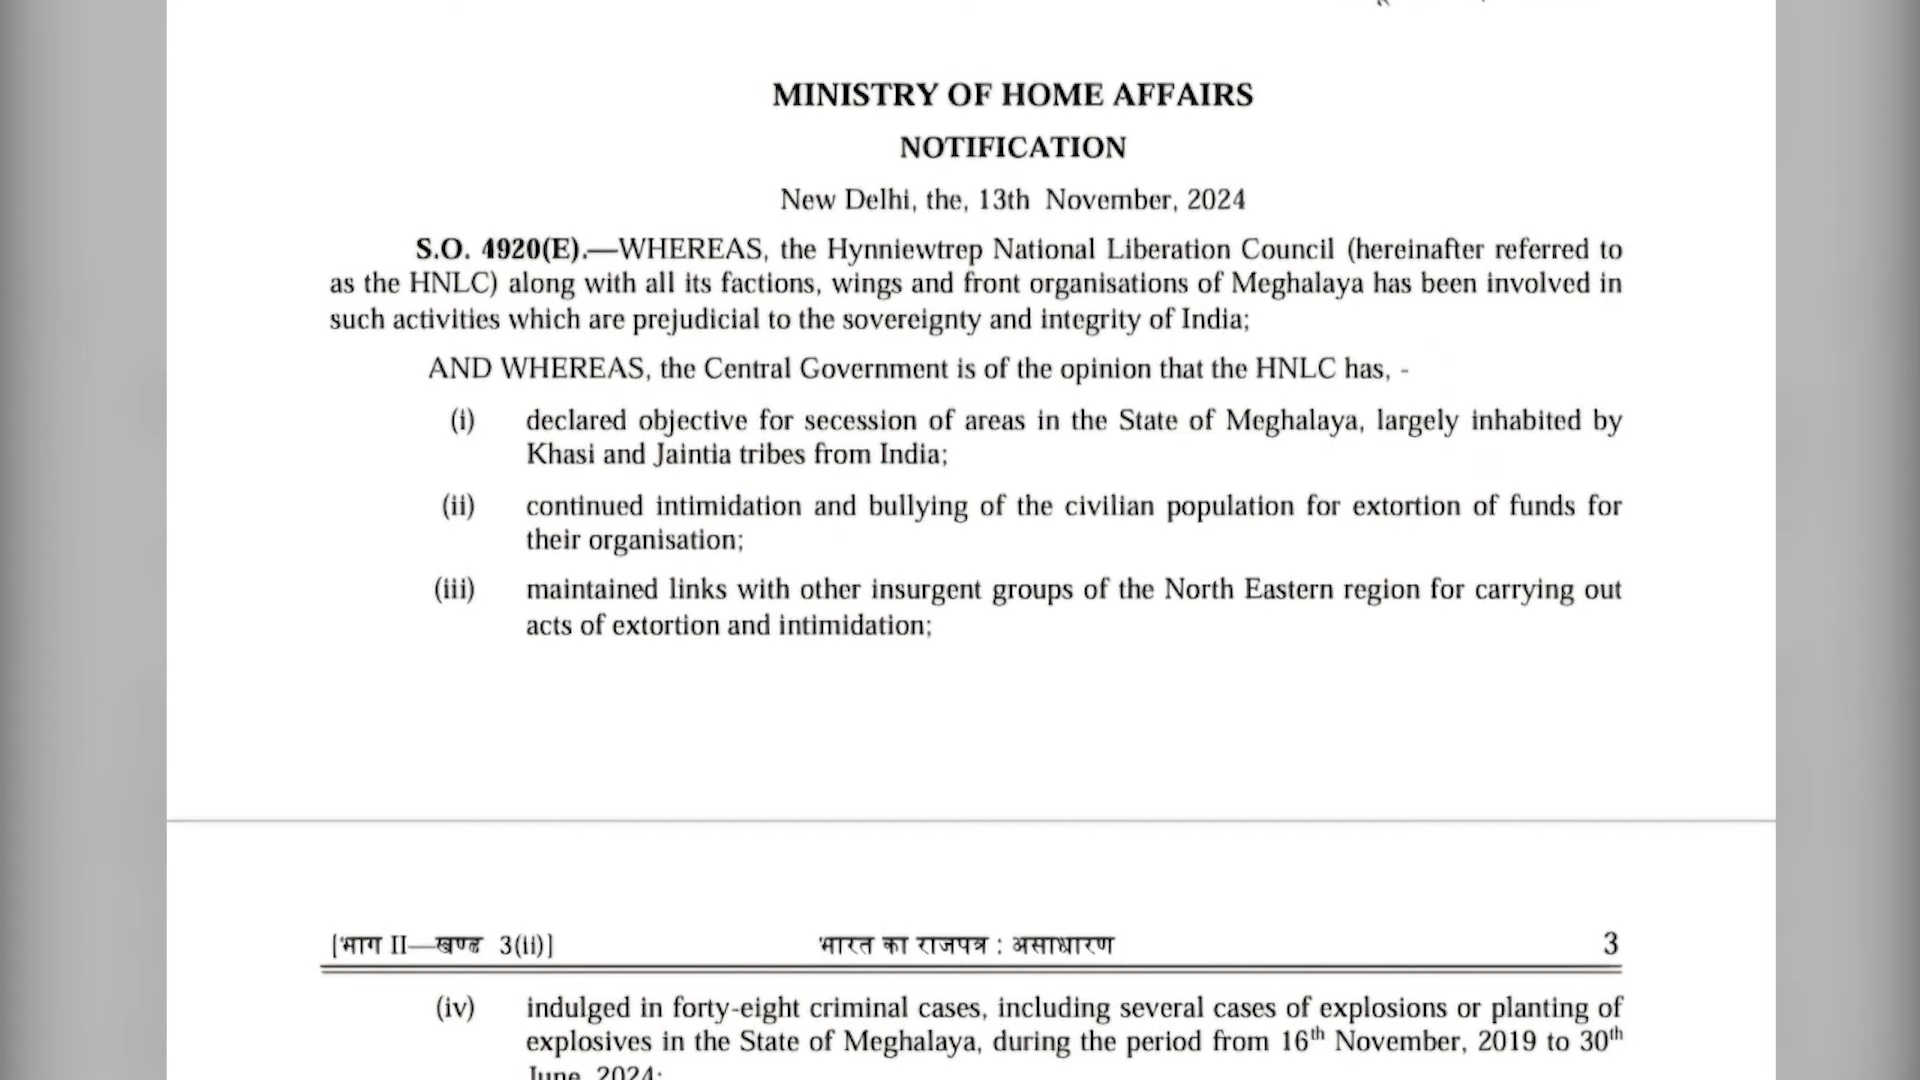 MINISTRY OF HOME AFFAIRS
NOTIFICATION
New Delhi, the, 13th November, 2024
S.O. 4920(E).—WHEREAS, the Hynniewtrep National Liberation Council (hereinafter referred to
as the HNLC) along with all its factions, wings and front organisations of Meghalaya has been involved in
such activities which are prejudicial to the sovereignty and integrity of India;
AND WHEREAS, the Central Government is of the opinion that the HNLC has, -
(i) declared objective for secession of areas in the State of Meghalaya, largely inhabited by
Khasi and Jaintia tribes from India;
(ii) continued intimidation and bullying of the civilian population for extortion of funds for
their organisation;
(iii) maintained links with other insurgent groups of the North Eastern region for carrying out
acts of extortion and intimidation;
[भाग II—खण्ड 3(ii)] भारत का राजपत्र : असाधारण 3
(iv) indulged in forty-eight criminal cases, including several cases of explosions or planting of
explosives in the State of Meghalaya, during the period from 16th November, 2019 to 30th
June, 2024;